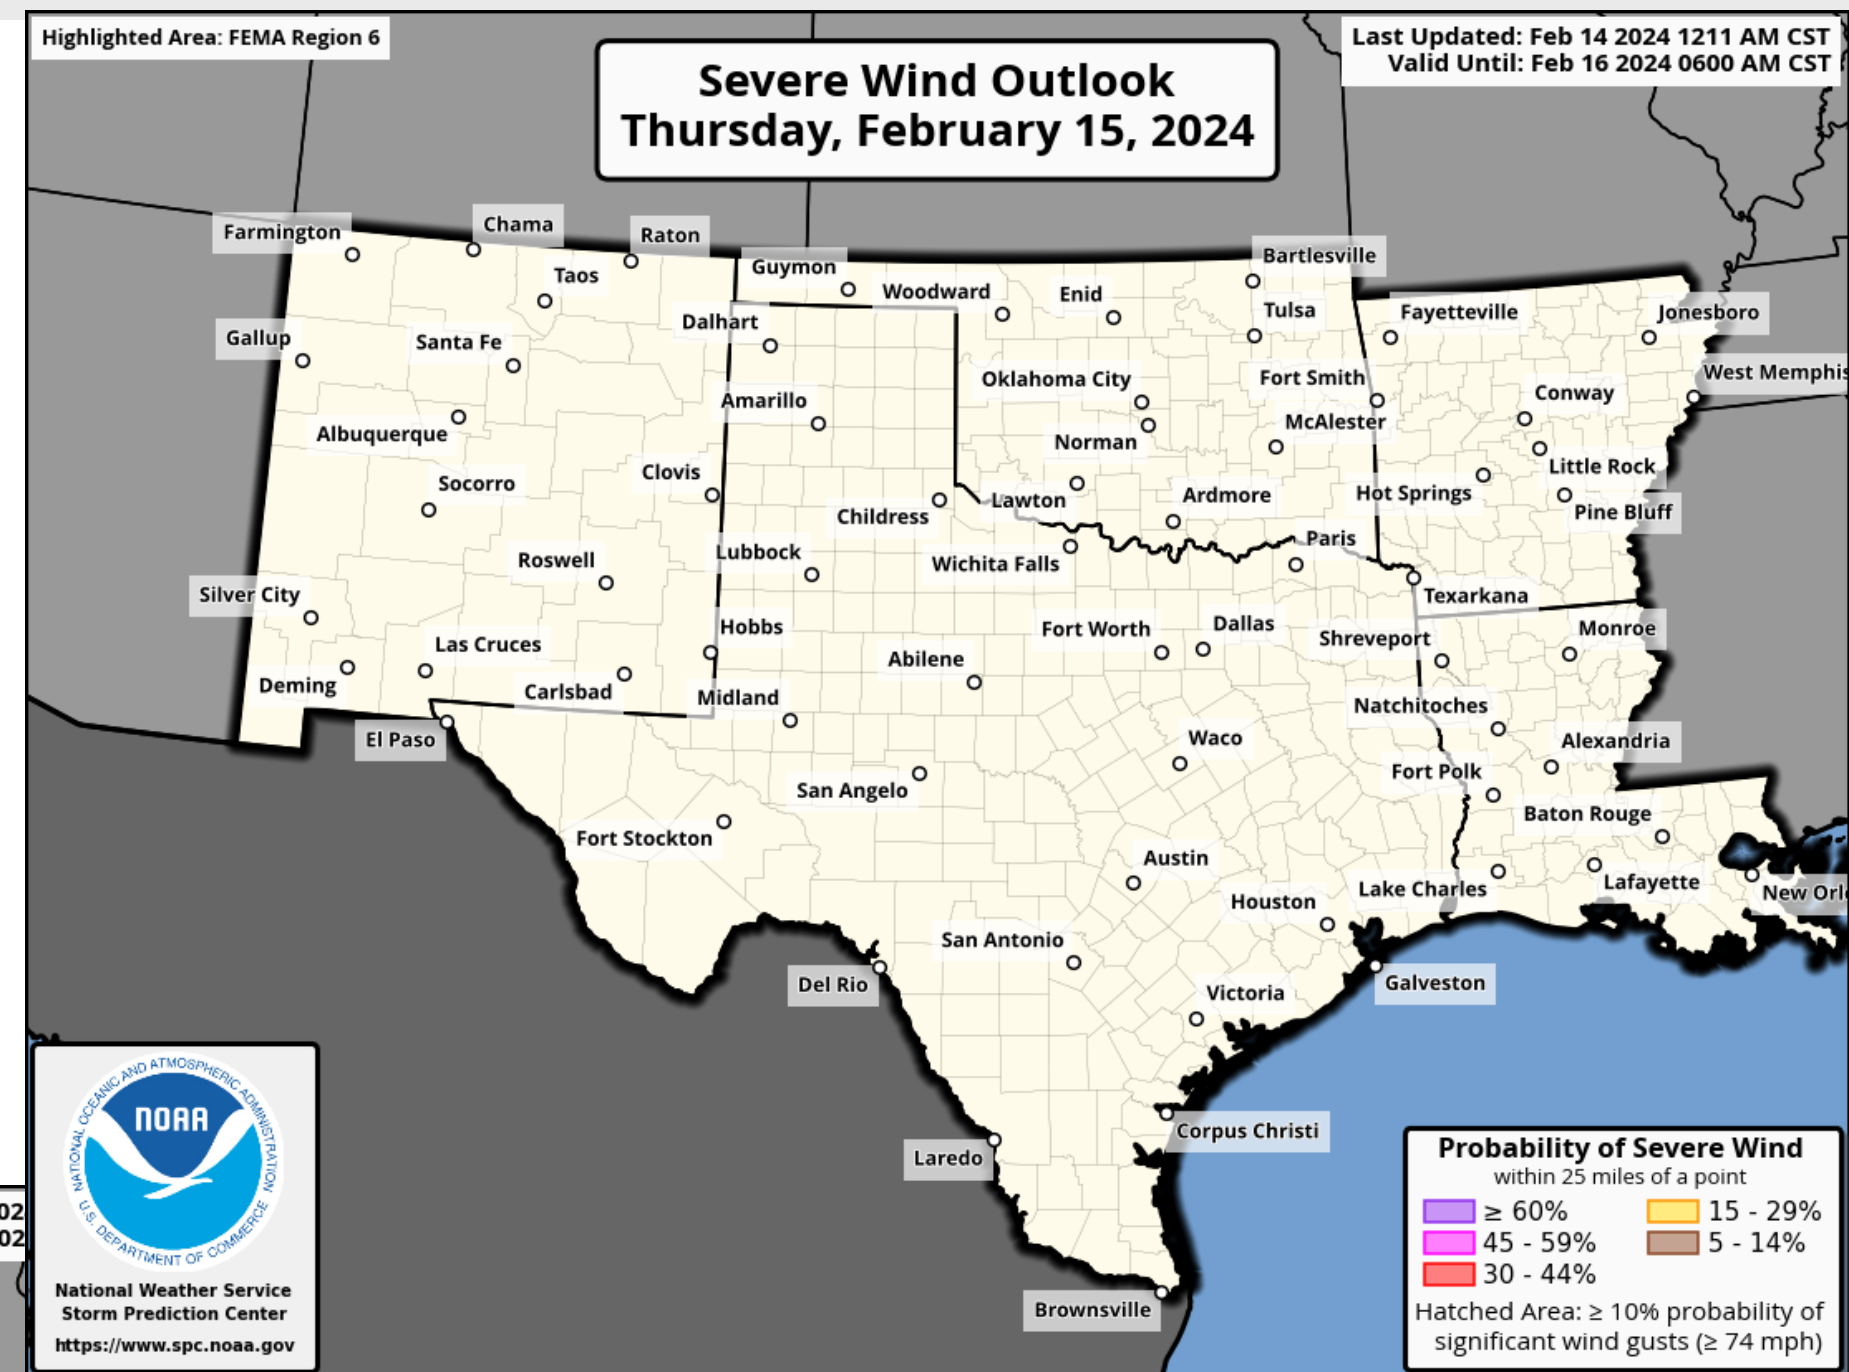 Highlighted Area: FEMA Region 6
Last Updated: Feb 14 2024 1211 AM CST
Valid Until: Feb 16 2024 0600 AM CST
Severe Wind Outlook
Thursday, February 15, 2024
Farmington
Chama
Raton
Taos
Guymon
Woodward
Enid
Bartlesville
Tulsa
Fayetteville
Jonesboro
Gallup
Santa Fe
Dalhart
Oklahoma City
Fort Smith
West Memphis
Conway
Amarillo
Albuquerque
Norman
McAlester
Little Rock
Socorro
Clovis
Childress
Lawton
Ardmore
Hot Springs
Pine Bluff
Paris
Roswell
Lubbock
Wichita Falls
Silver City
Texarkana
Hobbs
Fort Worth
Dallas
Shreveport
Monroe
Las Cruces
Abilene
Deming
Carlsbad
Midland
Natchitoches
El Paso
Waco
Alexandria
San Angelo
Fort Polk
Fort Stockton
Baton Rouge
Austin
Lake Charles
Lafayette
New Orl
Houston
San Antonio
Del Rio
Victoria
Galveston
Corpus Christi
Laredo
Brownsville
02
02
NATIONAL OCEANIC AND ATMOSPHERIC ADMINISTRATION
NOAA
U.S. DEPARTMENT OF COMMERCE
National Weather Service
Storm Prediction Center
https://www.spc.noaa.gov
Probability of Severe Wind
within 25 miles of a point
≥ 60%
15 - 29%
45 - 59%
5 - 14%
30 - 44%
Hatched Area: ≥ 10% probability of
significant wind gusts (≥ 74 mph)